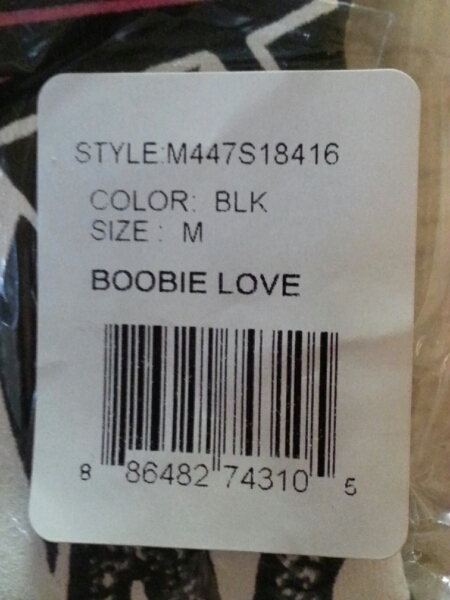 STYLE:M447S18416
COLOR: BLK
SIZE: M
BOOBIE LOVE
8 86482 74310 5